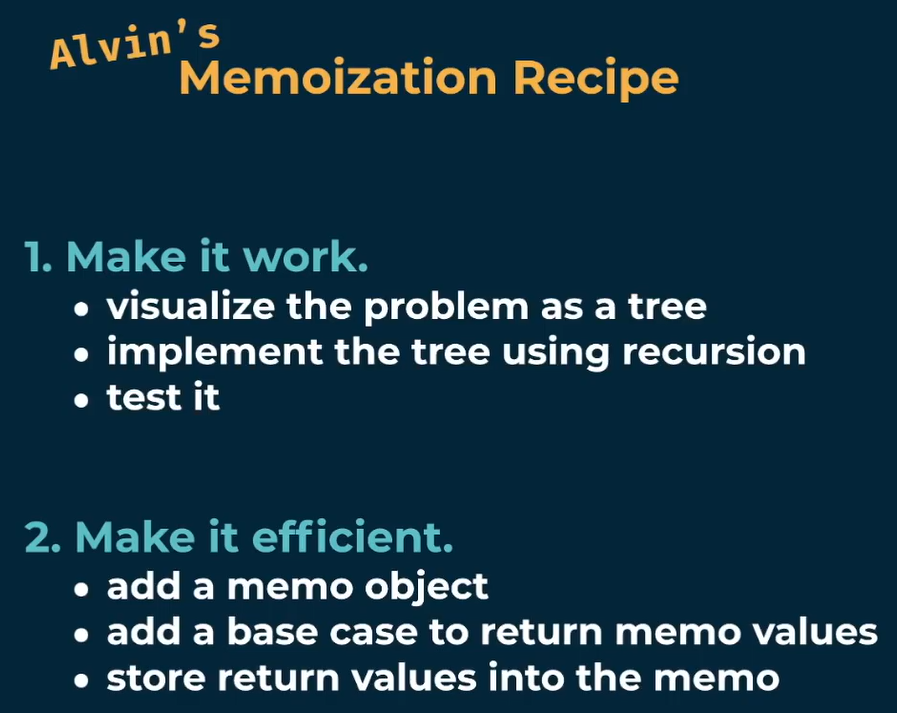 Alvin's
Memoization Recipe
1. Make it work.
• visualize the problem as a tree
• implement the tree using recursion
• test it
2. Make it efficient.
• add a memo object
• add a base case to return memo values
• store return values into the memo